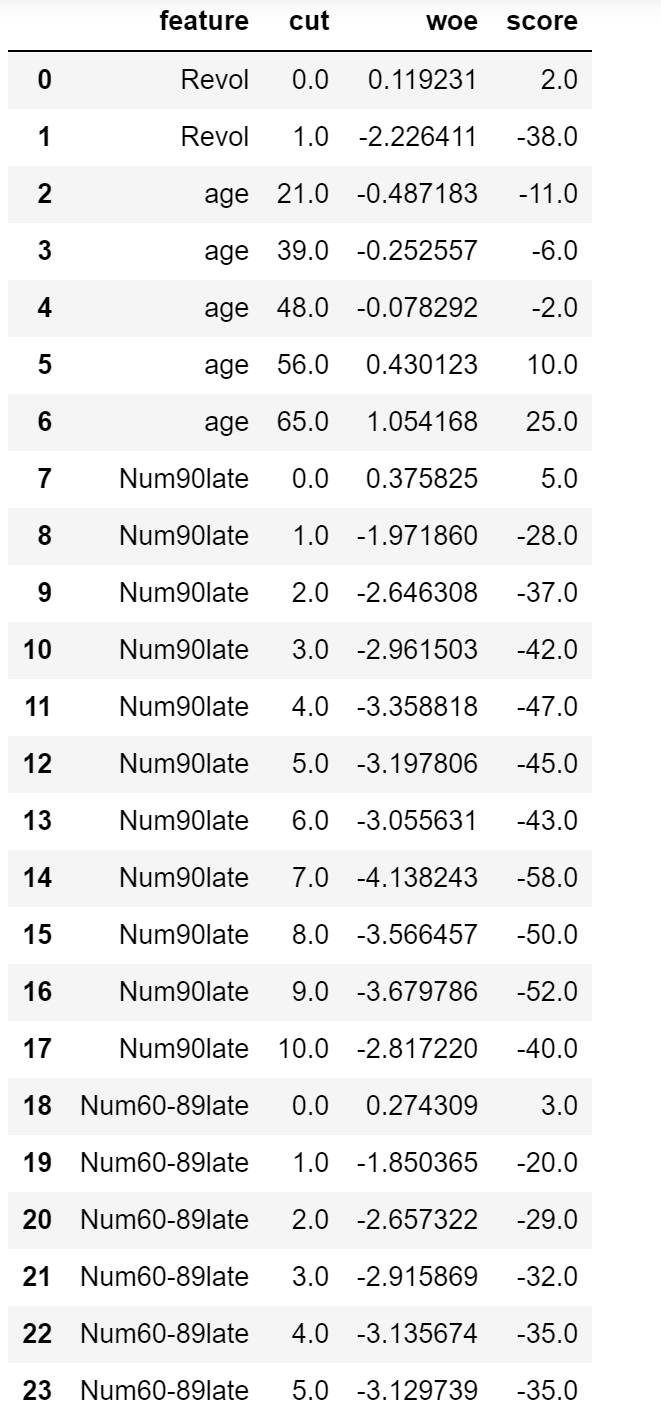 feature cut woe score
0 Revol 0.0 0.119231 2.0
1 Revol 1.0 -2.226411 -38.0
2 age 21.0 -0.487183 -11.0
3 age 39.0 -0.252557 -6.0
4 age 48.0 -0.078292 -2.0
5 age 56.0 0.430123 10.0
6 age 65.0 1.054168 25.0
7 Num90late 0.0 0.375825 5.0
8 Num90late 1.0 -1.971860 -28.0
9 Num90late 2.0 -2.646308 -37.0
10 Num90late 3.0 -2.961503 -42.0
11 Num90late 4.0 -3.358818 -47.0
12 Num90late 5.0 -3.197806 -45.0
13 Num90late 6.0 -3.055631 -43.0
14 Num90late 7.0 -4.138243 -58.0
15 Num90late 8.0 -3.566457 -50.0
16 Num90late 9.0 -3.679786 -52.0
17 Num90late 10.0 -2.817220 -40.0
18 Num60-89late 0.0 0.274309 3.0
19 Num60-89late 1.0 -1.850365 -20.0
20 Num60-89late 2.0 -2.657322 -29.0
21 Num60-89late 3.0 -2.915869 -32.0
22 Num60-89late 4.0 -3.135674 -35.0
23 Num60-89late 5.0 -3.129739 -35.0